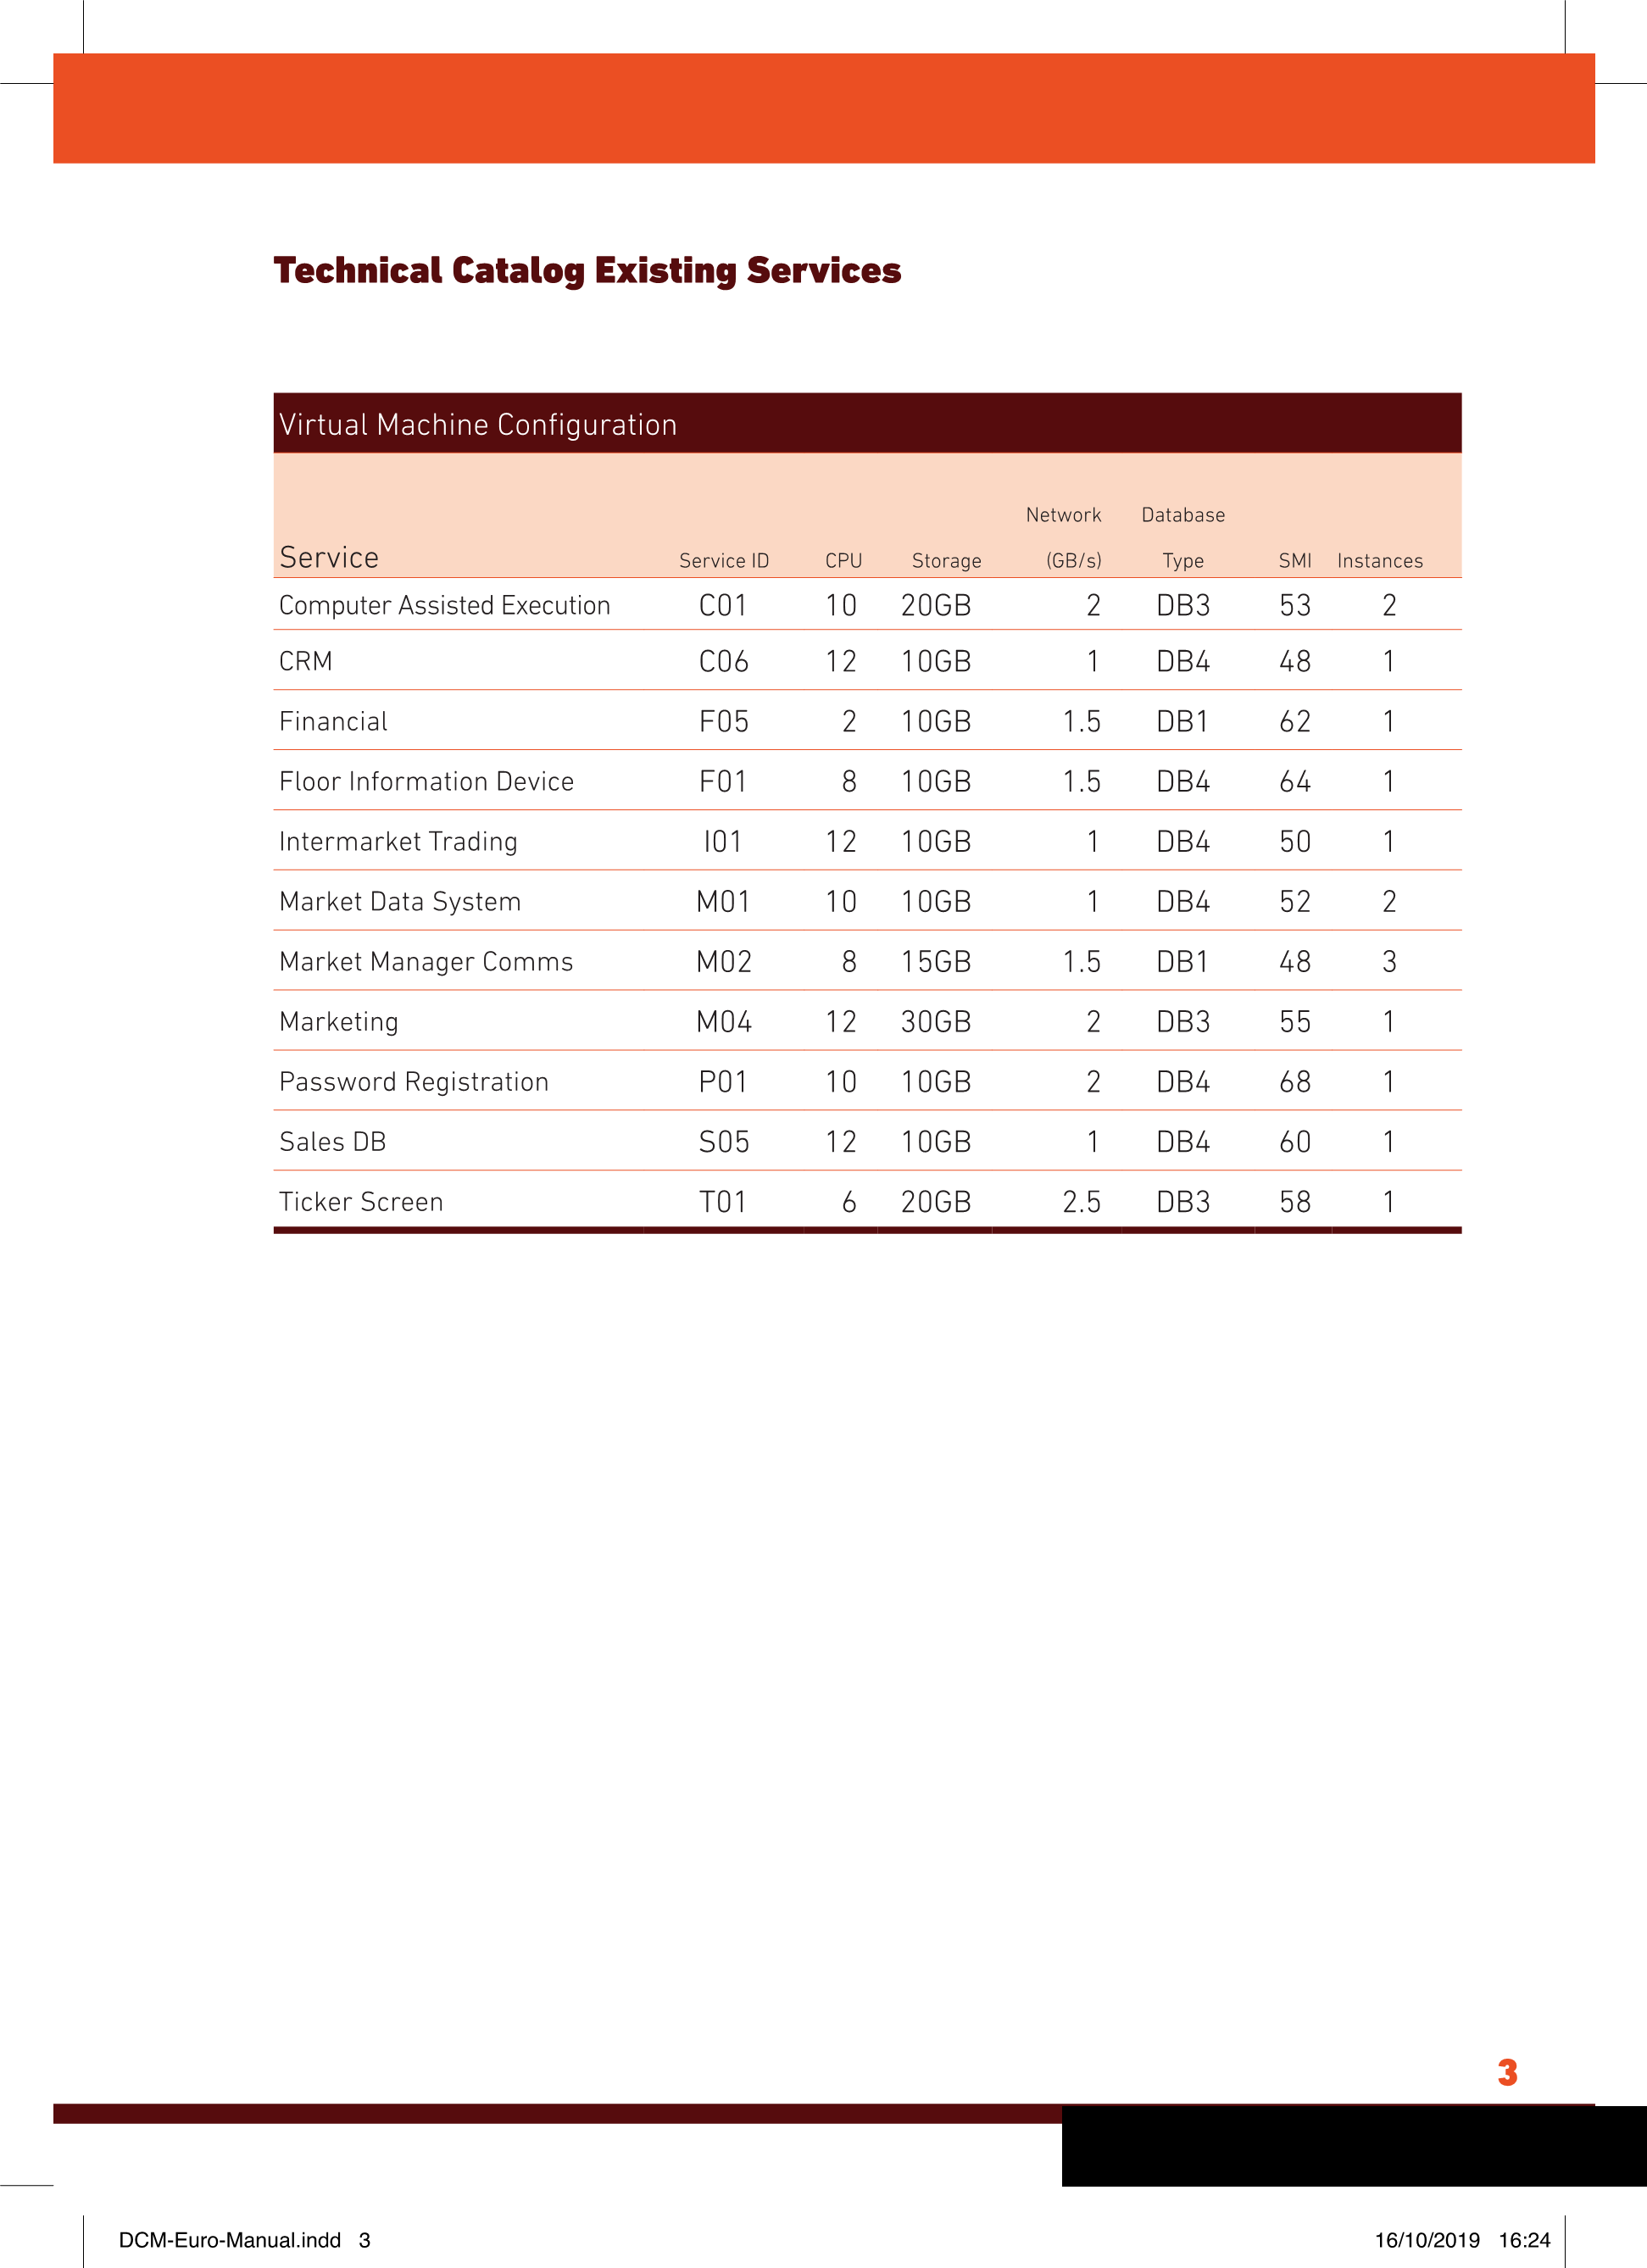 Technical Catalog Existing Services
Virtual Machine Configuration
Network Database
Service Service ID CPU Storage (GB/s) Type SMI Instances
Computer Assisted Execution C01 10 20GB 2 DB3 53 2
CRM C06 12 10GB 1 DB4 48 1
Financial F05 2 10GB 1.5 DB1 62 1
Floor Information Device F01 8 10GB 1.5 DB4 64 1
Intermarket Trading I01 12 10GB 1 DB4 50 1
Market Data System M01 10 10GB 1 DB4 52 2
Market Manager Comms M02 8 15GB 1.5 DB1 48 3
Marketing M04 12 30GB 2 DB3 55 1
Password Registration P01 10 10GB 2 DB4 68 1
Sales DB S05 12 10GB 1 DB4 60 1
Ticker Screen T01 6 20GB 2.5 DB3 58 1
3
DCM-Euro-Manual.indd 3 16/10/2019 16:24